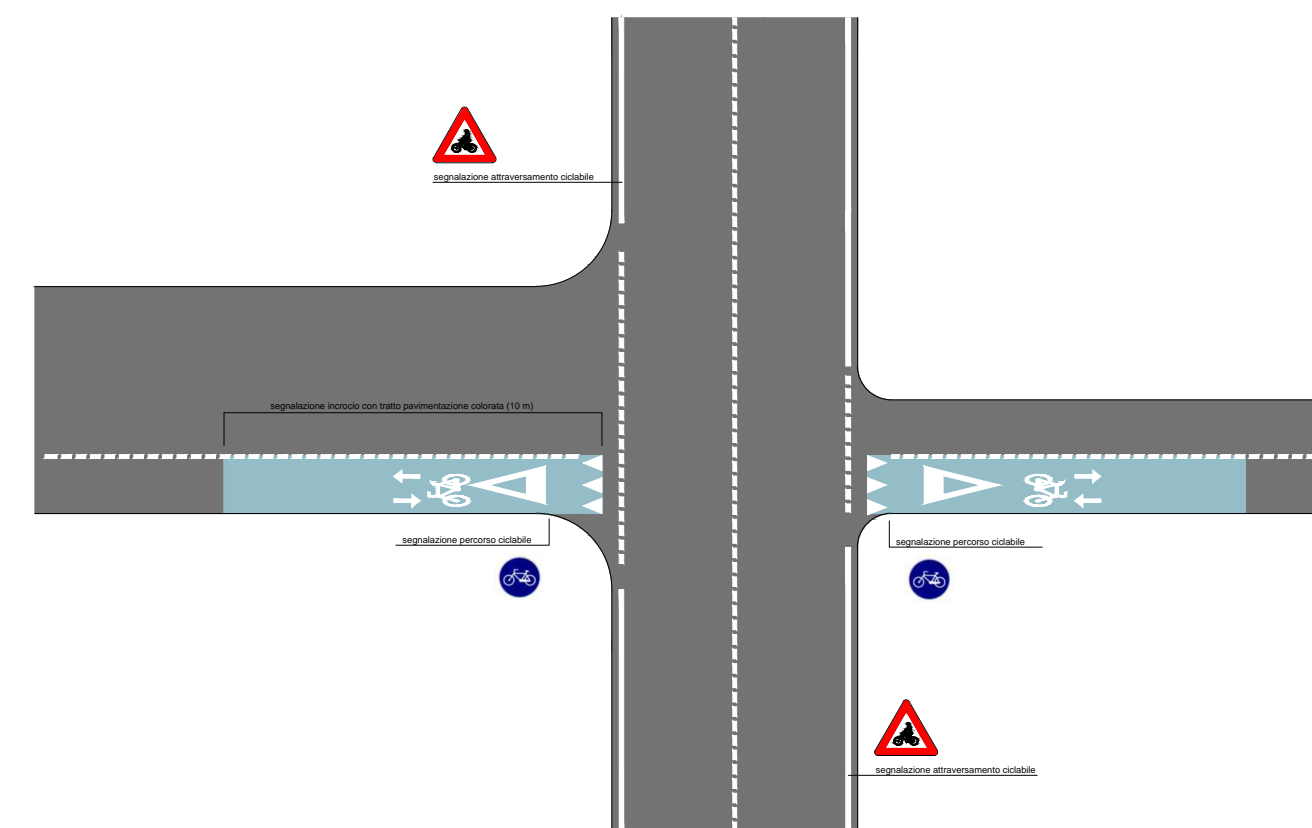 segnalazione attraversamento ciclabile
segnalazione incrocio con tratto pavimentazione colorata (10 m)
segnalazione percorso ciclabile
segnalazione percorso ciclabile
segnalazione attraversamento ciclabile